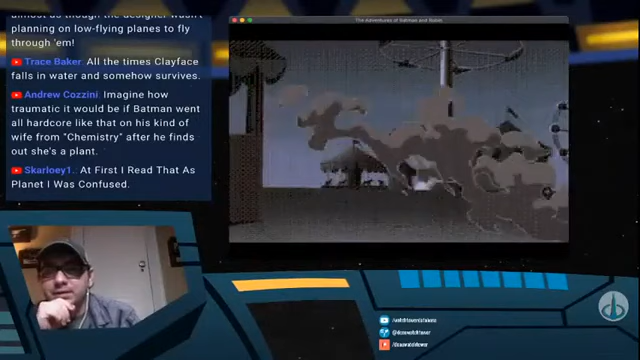 almost as though the designer wasn't
planning on low-flying planes to fly
through 'em!
Trace Baker All the times Clayface
falls in water and somehow survives.
Andrew Cozzini Imagine how
traumatic it would be if Batman went
all hardcore like that on his kind of
wife from "Chemistry" after he finds
out she's a plant.
Skarloey1. At First I Read That As
Planet I Was Confused.
The Adventures of Batman and Robin